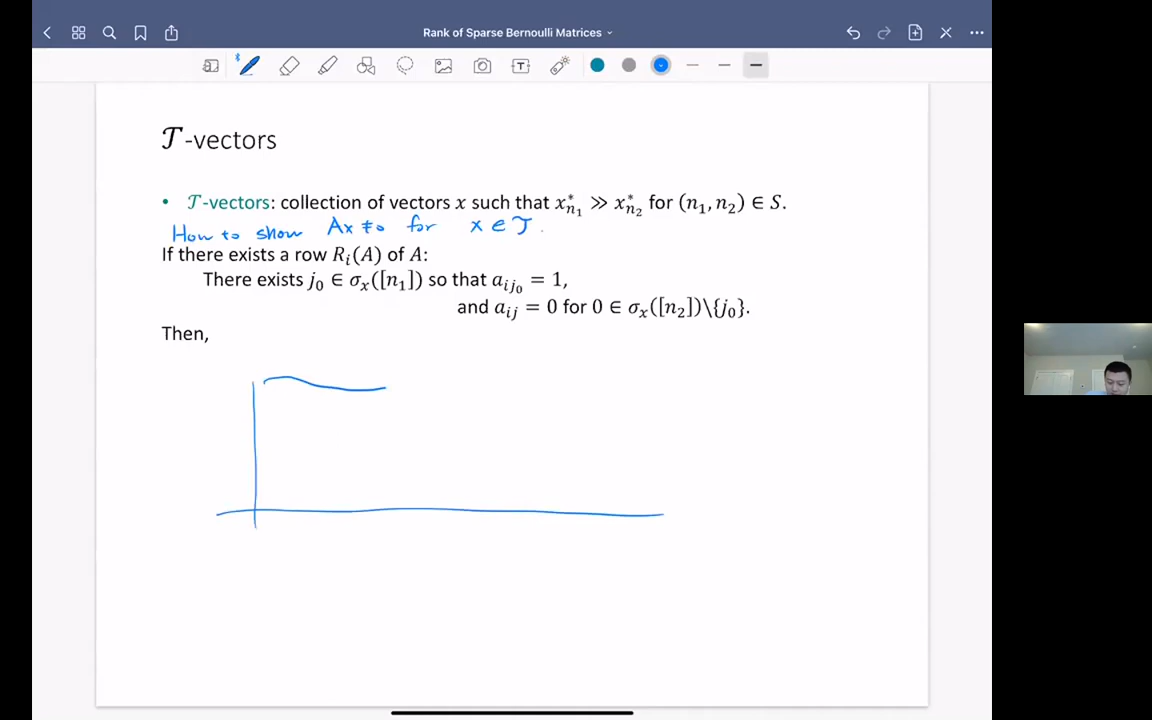 Rank of Sparse Bernoulli Matrices
𝒯-vectors
• 𝒯-vectors: collection of vectors x such that x*ₙ₁ ≫ x*ₙ₂ for (n₁, n₂) ∈ S.
How to show Ax ≠ 0 for x ∈ 𝒯.
If there exists a row Rᵢ(A) of A:
There exists j₀ ∈ σₓ([n₁]) so that aᵢⱼ₀ = 1,
and aᵢⱼ = 0 for 0 ∈ σₓ([n₂])\{j₀}.
Then,